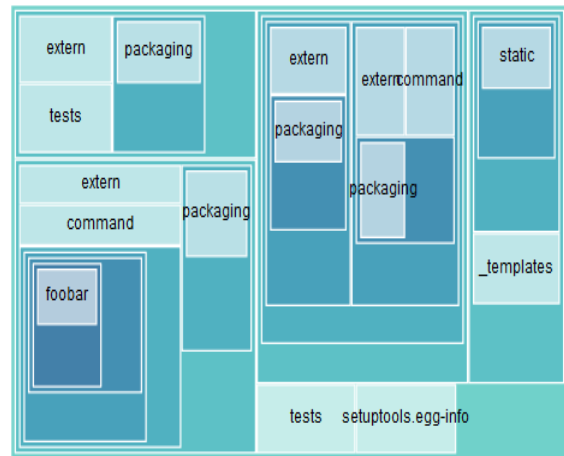 extern
packaging
tests
extern
command
packaging
foobar
extern
packaging
extern
command
packaging
static
_templates
tests
setuptools.egg-info